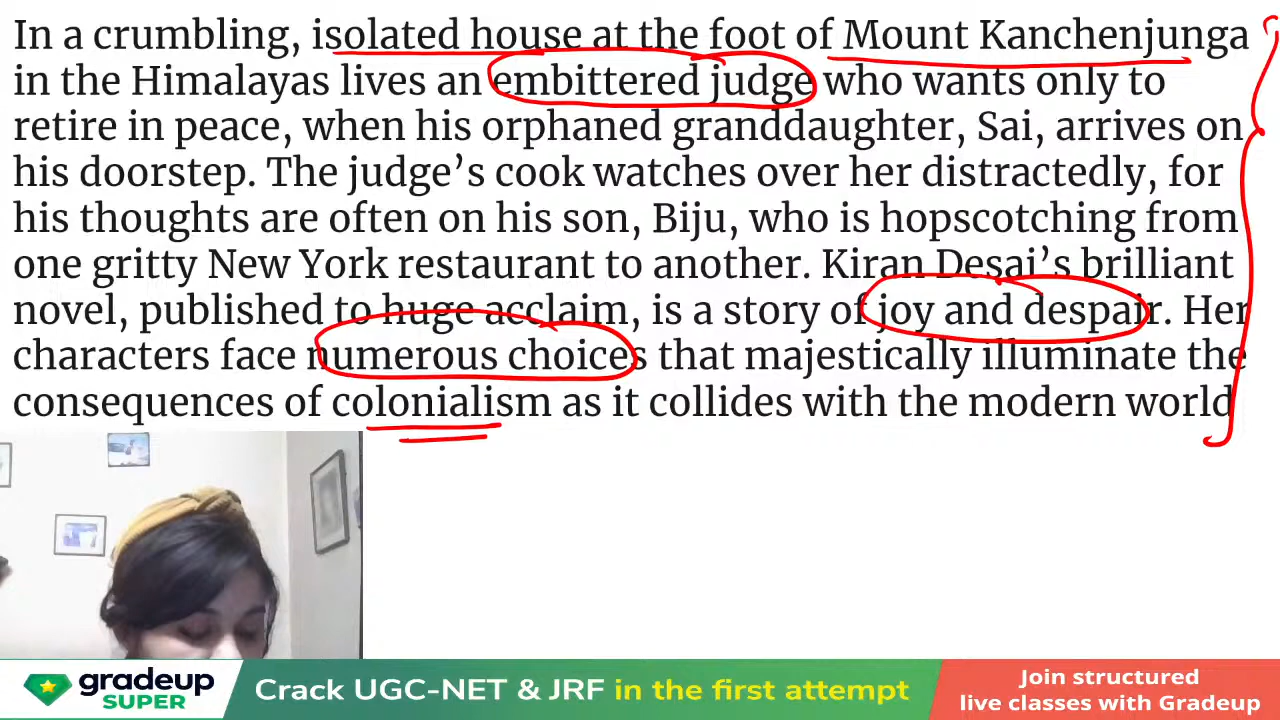 In a crumbling, isolated house at the foot of Mount Kanchenjunga
in the Himalayas lives an embittered judge who wants only to
retire in peace, when his orphaned granddaughter, Sai, arrives on
his doorstep. The judge’s cook watches over her distractedly, for
his thoughts are often on his son, Biju, who is hopscotching from
one gritty New York restaurant to another. Kiran Desai’s brilliant
novel, published to huge acclaim, is a story of joy and despair. Her
characters face numerous choices that majestically illuminate the
consequences of colonialism as it collides with the modern world
gradeup
SUPER
Crack UGC-NET & JRF in the first attempt
Join structured
live classes with Gradeup